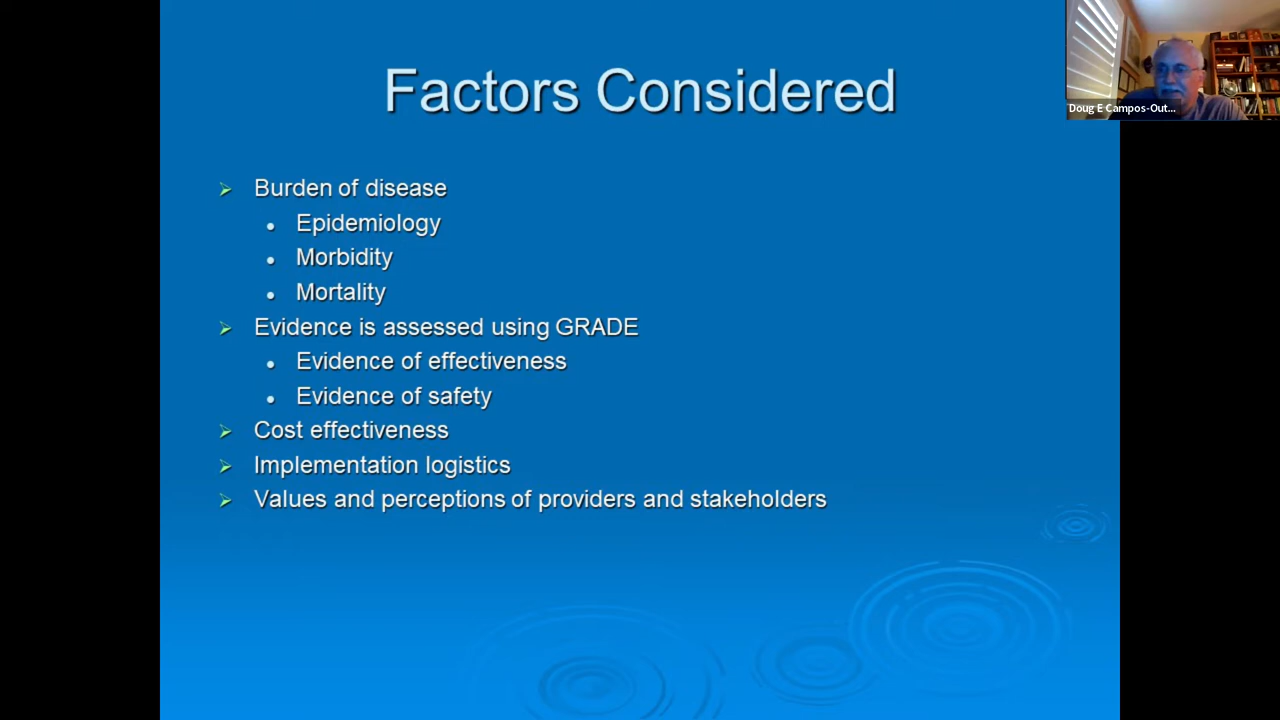 Factors Considered
Doug E Campos-Out...
Burden of disease
Epidemiology
Morbidity
Mortality
Evidence is assessed using GRADE
Evidence of effectiveness
Evidence of safety
Cost effectiveness
Implementation logistics
Values and perceptions of providers and stakeholders